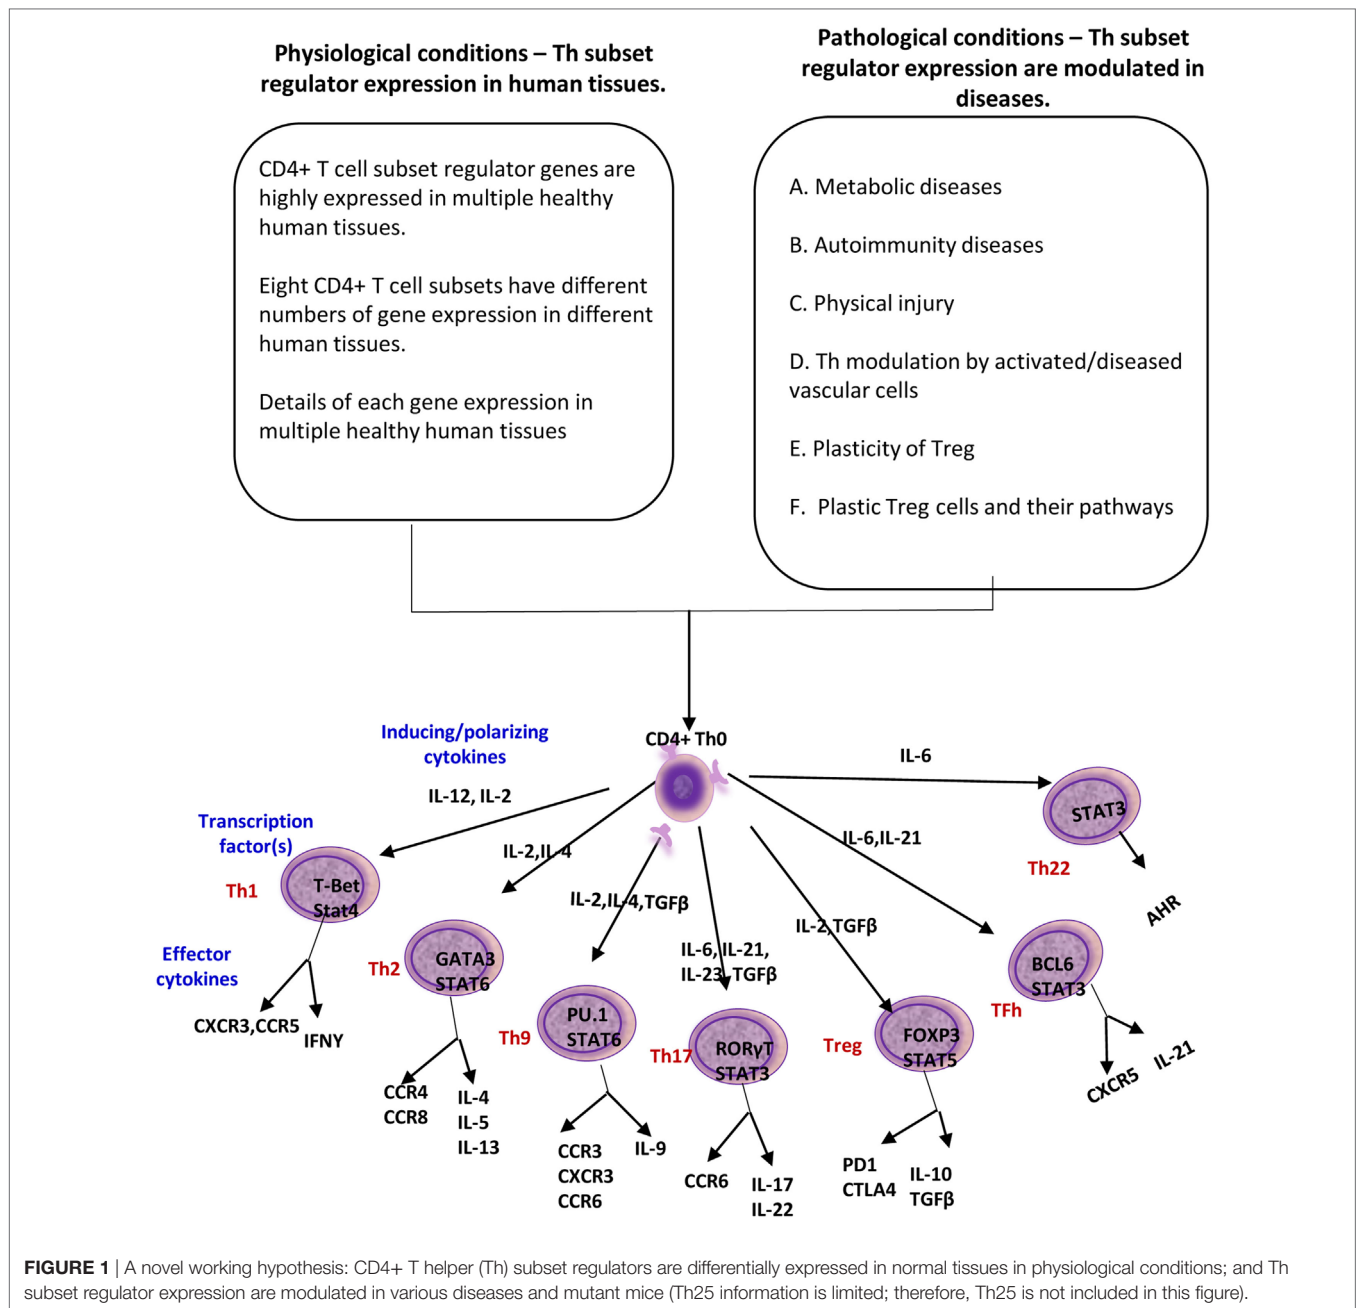 Physiological conditions – Th subset
regulator expression in human tissues.
Pathological conditions – Th subset
regulator expression are modulated in
diseases.
CD4+ T cell subset regulator genes are
highly expressed in multiple healthy
human tissues.
Eight CD4+ T cell subsets have different
numbers of gene expression in different
human tissues.
Details of each gene expression in
multiple healthy human tissues
A. Metabolic diseases
B. Autoimmunity diseases
C. Physical injury
D. Th modulation by activated/diseased
vascular cells
E. Plasticity of Treg
F. Plastic Treg cells and their pathways
Inducing/polarizing
cytokines
CD4+ Th0
IL-12, IL-2
IL-2,IL-4
IL-2,IL-4,TGFβ
IL-6, IL-21,
IL-23, TGFβ
IL-2,TGFβ
IL-6,IL-21
IL-6
Transcription
factor(s)
Th1
T-Bet
Stat4
Effector
cytokines
CXCR3,CCR5
IFNY
Th2
GATA3
STAT6
CCR4
CCR8
IL-4
IL-5
IL-13
Th9
PU.1
STAT6
CCR3
CXCR3
CCR6
IL-9
Th17
RORγT
STAT3
CCR6
IL-17
IL-22
Treg
FOXP3
STAT5
PD1
CTLA4
IL-10
TGFβ
TFh
BCL6
STAT3
CXCR5
IL-21
Th22
STAT3
AHR
FIGURE 1 | A novel working hypothesis: CD4+ T helper (Th) subset regulators are differentially expressed in normal tissues in physiological conditions; and Th
subset regulator expression are modulated in various diseases and mutant mice (Th25 information is limited; therefore, Th25 is not included in this figure).